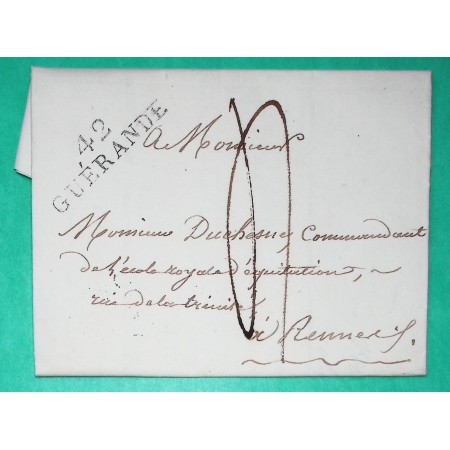 42
GUÉRANDE
A Monsieur
Monsieur Duchesne, Commandant
de l'école royale d'équitation,
rue de la trinité
à Rennes